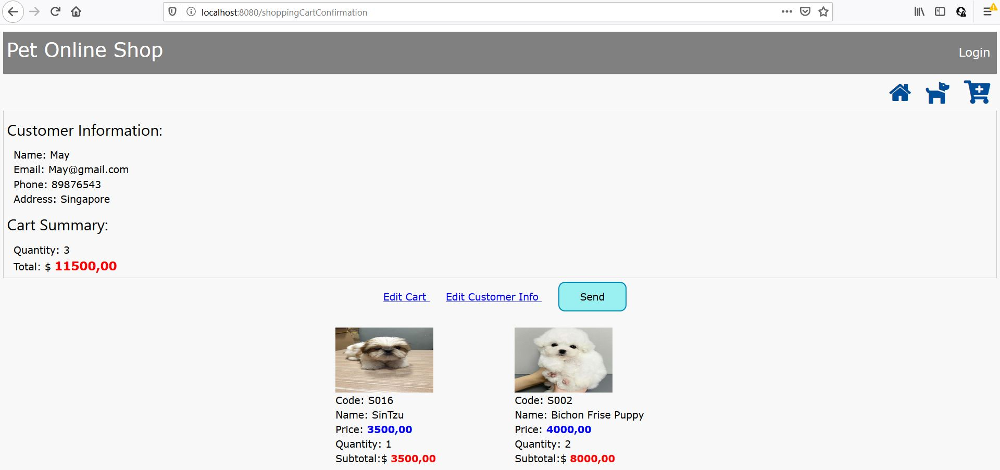 localhost:8080/shoppingCartConfirmation
Pet Online Shop
Login
Customer Information:
Name: May
Email: May@gmail.com
Phone: 89876543
Address: Singapore
Cart Summary:
Quantity: 3
Total: $ 11500,00
Edit Cart Edit Customer Info Send
Code: S016
Name: SinTzu
Price: 3500,00
Quantity: 1
Subtotal:$ 3500,00
Code: S002
Name: Bichon Frise Puppy
Price: 4000,00
Quantity: 2
Subtotal:$ 8000,00